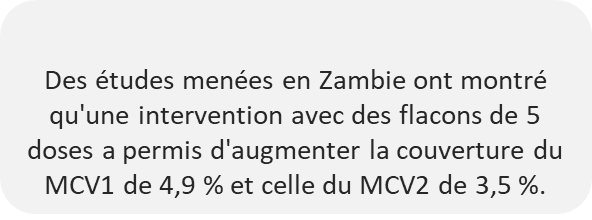 Des études menées en Zambie ont montré
qu'une intervention avec des flacons de 5
doses a permis d'augmenter la couverture du
MCV1 de 4,9 % et celle du MCV2 de 3,5 %.